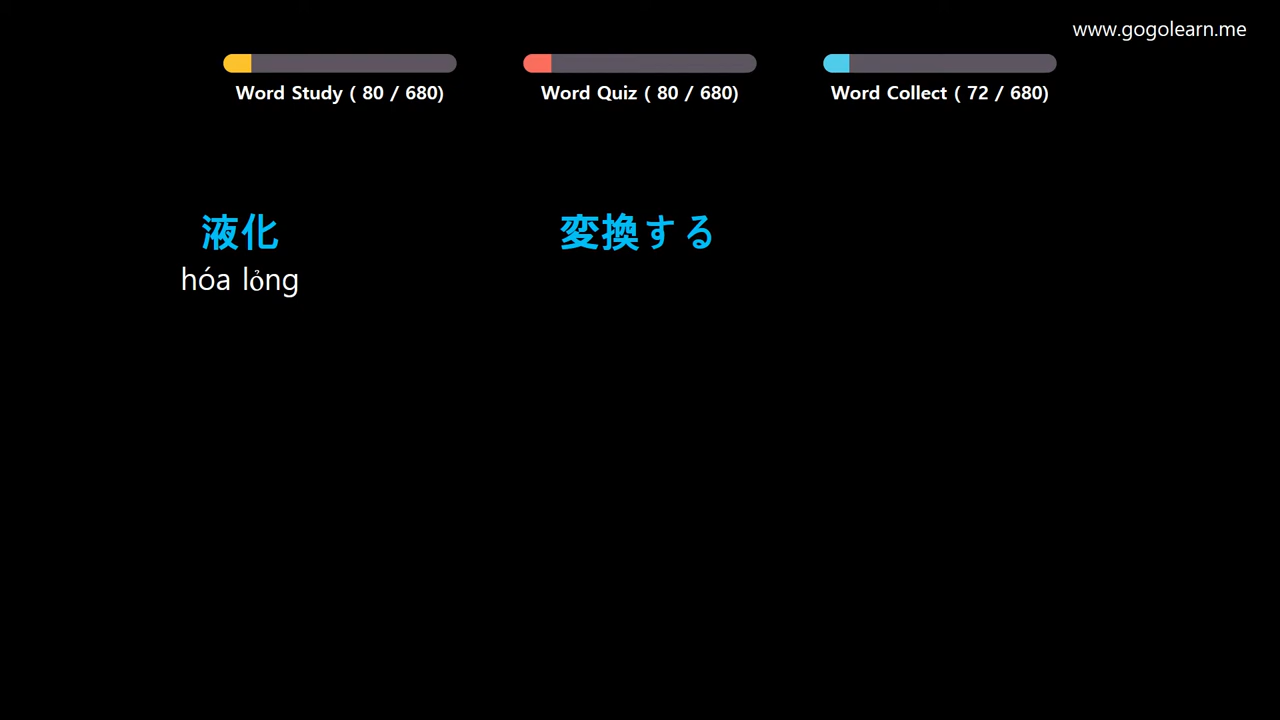 www.gogolearn.me
Word Study ( 80 / 680)
Word Quiz ( 80 / 680)
Word Collect ( 72 / 680)
液化
変換する
hóa lỏng